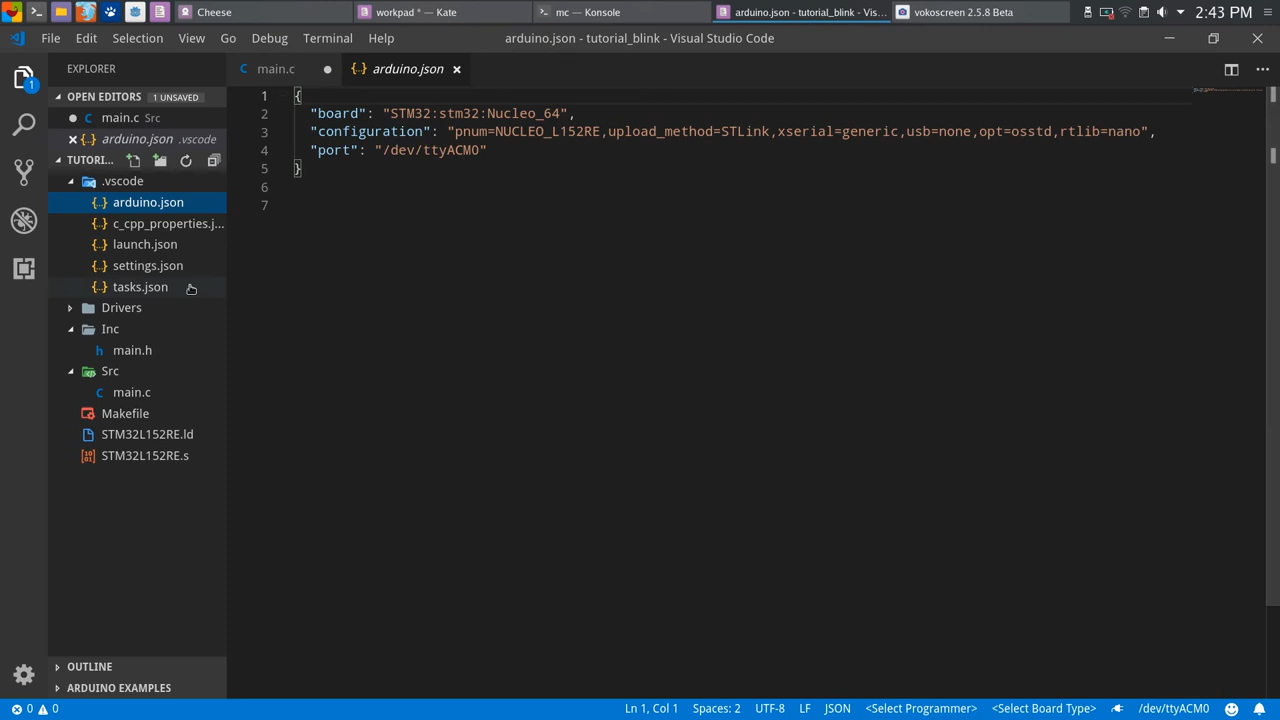 Cheese
workpad * — Kate
mc — Konsole
arduino.json - tutorial_blink - Vis...
vokoscreen 2.5.8 Beta
2:43 PM
File Edit Selection View Go Debug Terminal Help
arduino.json - tutorial_blink - Visual Studio Code
EXPLORER
main.c
arduino.json
OPEN EDITORS 1 UNSAVED
main.c Src
arduino.json .vscode
TUTORI...
.vscode
arduino.json
c_cpp_properties.j...
launch.json
settings.json
tasks.json
Drivers
Inc
main.h
Src
main.c
Makefile
STM32L152RE.ld
STM32L152RE.s
OUTLINE
ARDUINO EXAMPLES
1
1 {
2 "board": "STM32:stm32:Nucleo_64",
3 "configuration": "pnum=NUCLEO_L152RE,upload_method=STLink,xserial=generic,usb=none,opt=osstd,rtlib=nano",
4 "port": "/dev/ttyACM0"
5 }
6
7
0 0
Ln 1, Col 1 Spaces: 2 UTF-8 LF JSON <Select Programmer> <Select Board Type> /dev/ttyACM0